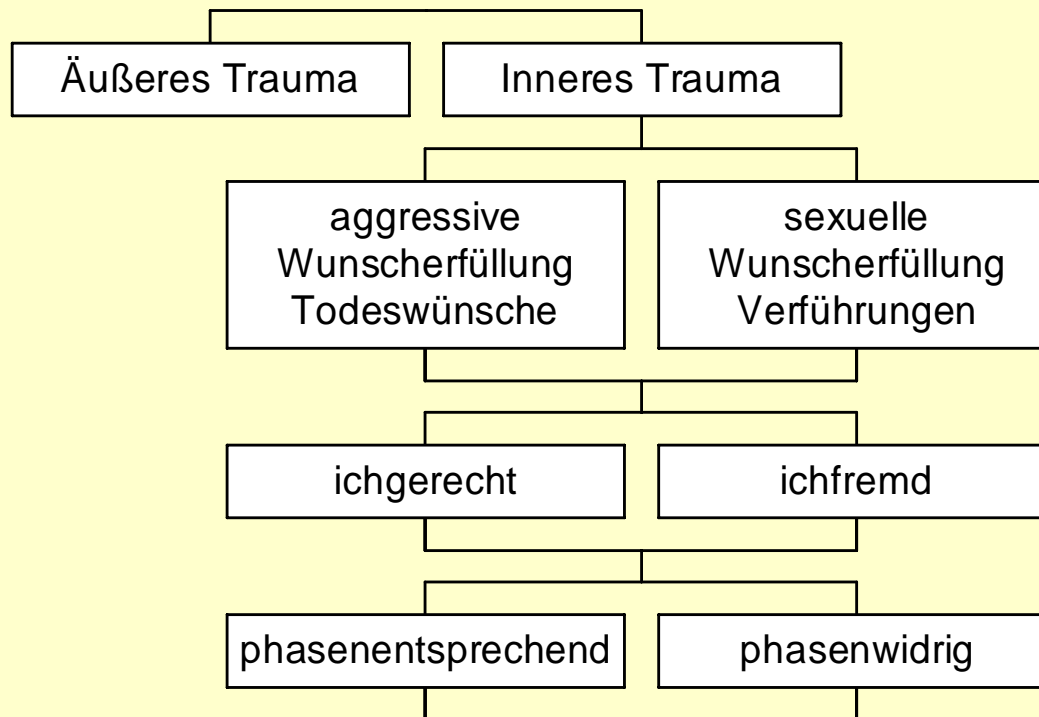 Äußeres Trauma
Inneres Trauma
aggressive
Wunscherfüllung
Todeswünsche
sexuelle
Wunscherfüllung
Verführungen
ichgerecht
ichfremd
phasenentsprechend
phasenwidrig